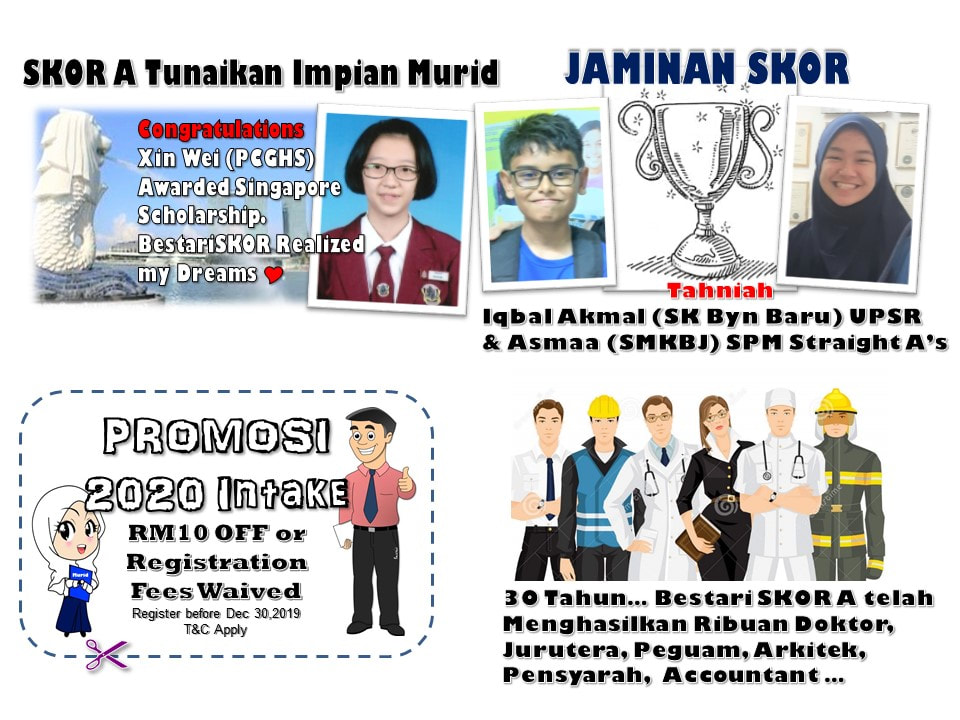 SKOR A Tunaikan Impian Murid
Congratulations
Xin Wei (PCGHS)
Awarded Singapore
Scholarship.
BestariSKOR Realized
my Dreams
JAMINAN SKOR
Tahniah
Iqbal Akmal (SK Byn Baru) UPSR
& Asmaa (SMKBJ) SPM Straight A's
PROMOSI
2020 Intake
RM10 OFF or
Registration
Fees Waived
Register before Dec 30,2019
T&C Apply
Murid
30 Tahun... Bestari SKOR A telah
Menghasilkan Ribuan Doktor,
Jurutera, Peguam, Arkitek,
Pensyarah, Accountant ...